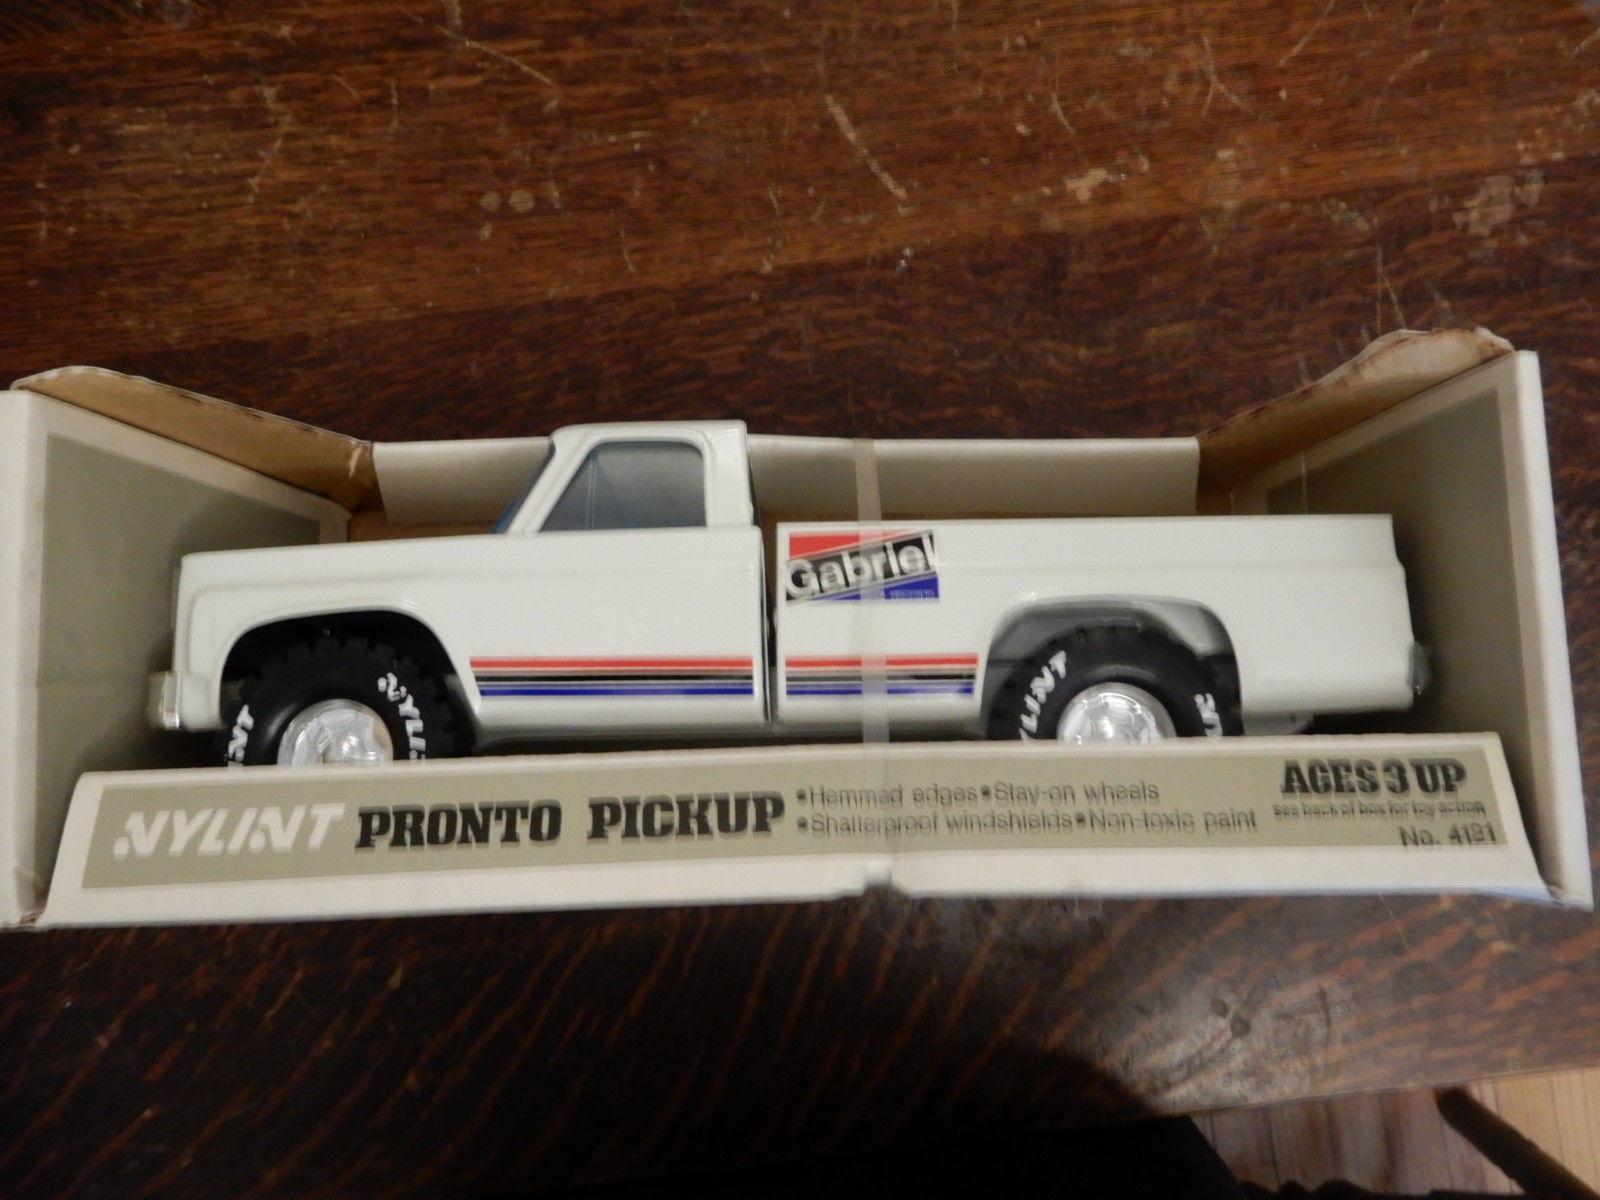 Gabriel
NYLINT
NYLINT
NYLINT
NYLINT PRONTO PICKUP
•Hemmed edges•Stay-on wheels
•Shatterproof windshields•Non-toxic paint
AGES 3 UP
see back of box for toy action
No. 4121